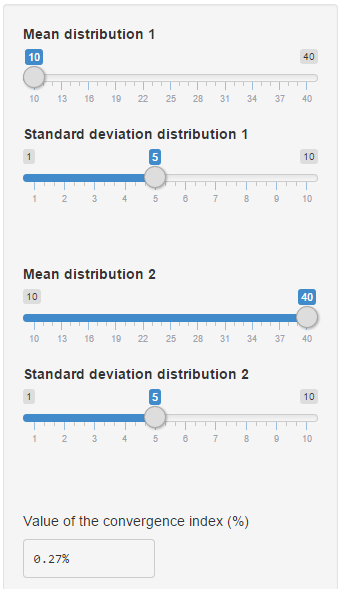 Mean distribution 1
10 40
10 13 16 19 22 25 28 31 34 37 40
Standard deviation distribution 1
1 5 10
1 2 3 4 5 6 7 8 9 10
Mean distribution 2
10 40
10 13 16 19 22 25 28 31 34 37 40
Standard deviation distribution 2
1 5 10
1 2 3 4 5 6 7 8 9 10
Value of the convergence index (%)
0.27%